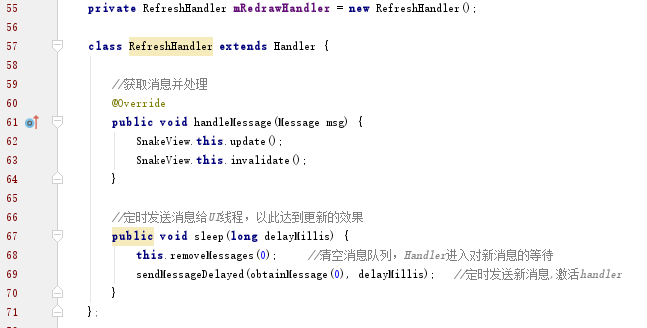 55 private RefreshHandler mRedrawHandler = new RefreshHandler();
56
57 class RefreshHandler extends Handler {
58
59 //获取消息并处理
60 @Override
61 public void handleMessage(Message msg) {
62 SnakeView.this.update();
63 SnakeView.this.invalidate();
64 }
65
66 //定时发送消息给UI线程，以此达到更新的效果
67 public void sleep(long delayMillis) {
68 this.removeMessages(0); //清空消息队列，Handler进入对新消息的等待
69 sendMessageDelayed(obtainMessage(0), delayMillis); //定时发送新消息,激活handler
70 }
71 };